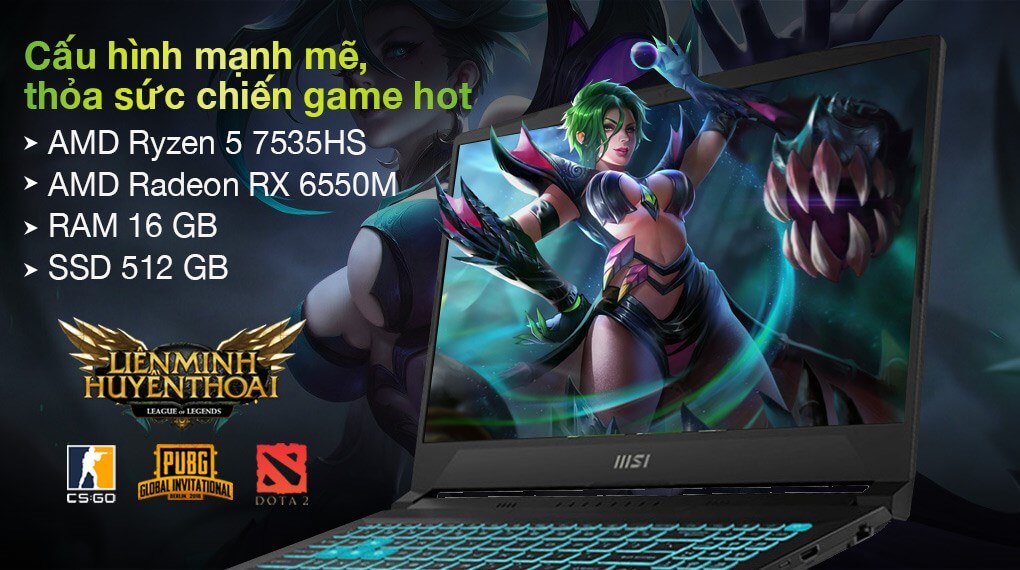 Cấu hình mạnh mẽ,
thỏa sức chiến game hot
AMD Ryzen 5 7535HS
AMD Radeon RX 6550M
RAM 16 GB
SSD 512 GB
LIÊN MINH
HUYỀN THOẠI
LEAGUE OF LEGENDS
CS:GO
PUBG
GLOBAL INVITATIONAL
BERLIN, 2018
DOTA 2
msi